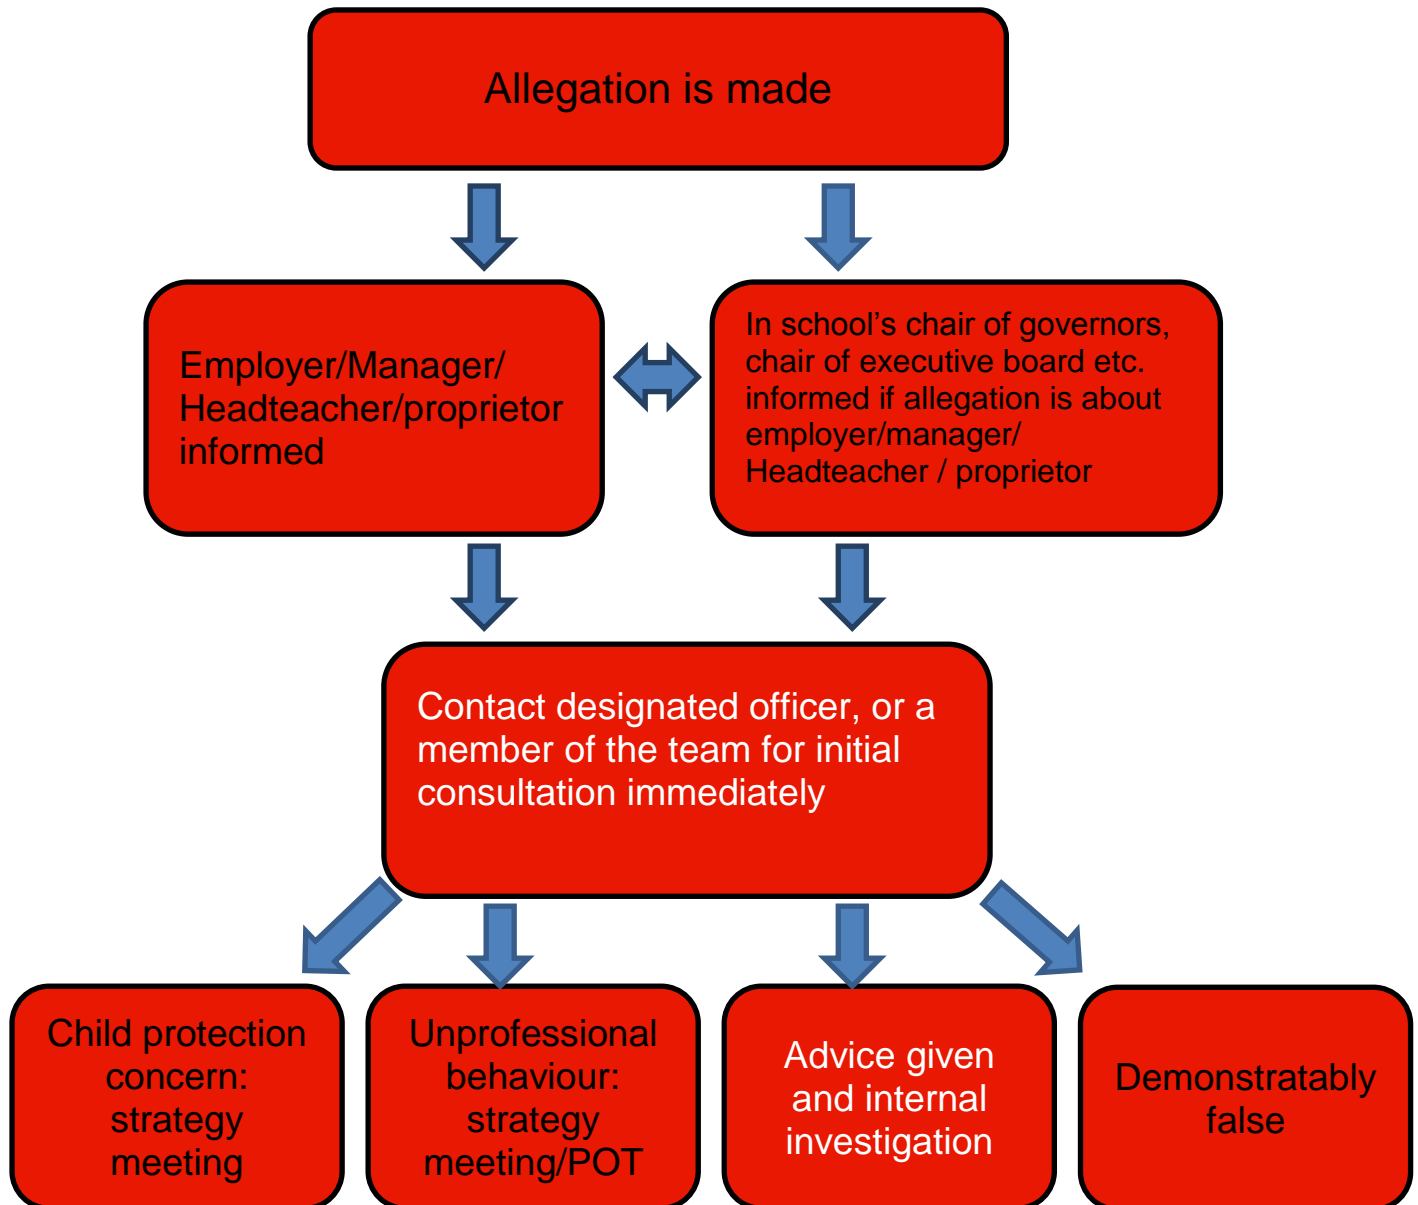 Allegation is made
Employer/Manager/
Headteacher/proprietor
informed
In school’s chair of governors,
chair of executive board etc.
informed if allegation is about
employer/manager/
Headteacher / proprietor
Contact designated officer, or a
member of the team for initial
consultation immediately
Child protection
concern:
strategy
meeting
Unprofessional
behaviour:
strategy
meeting/POT
Advice given
and internal
investigation
Demonstratably
false